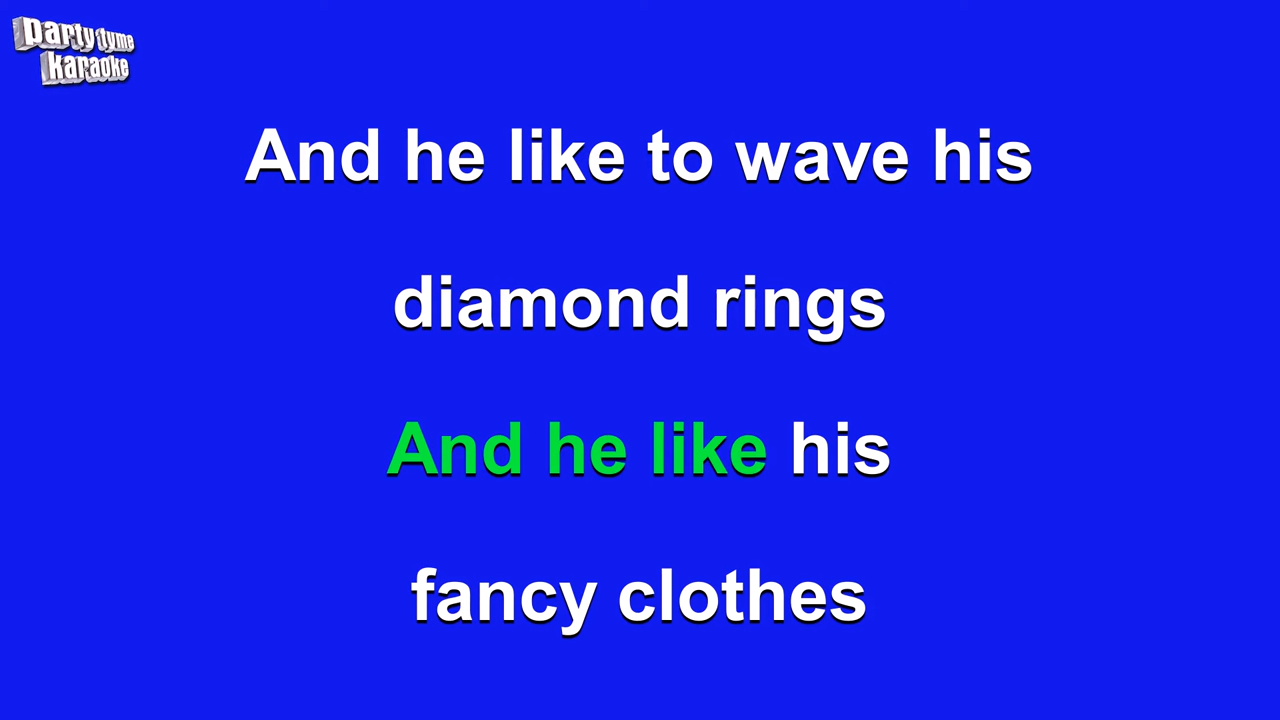 party tyme
karaoke
And he like to wave his
diamond rings
And he like his
fancy clothes